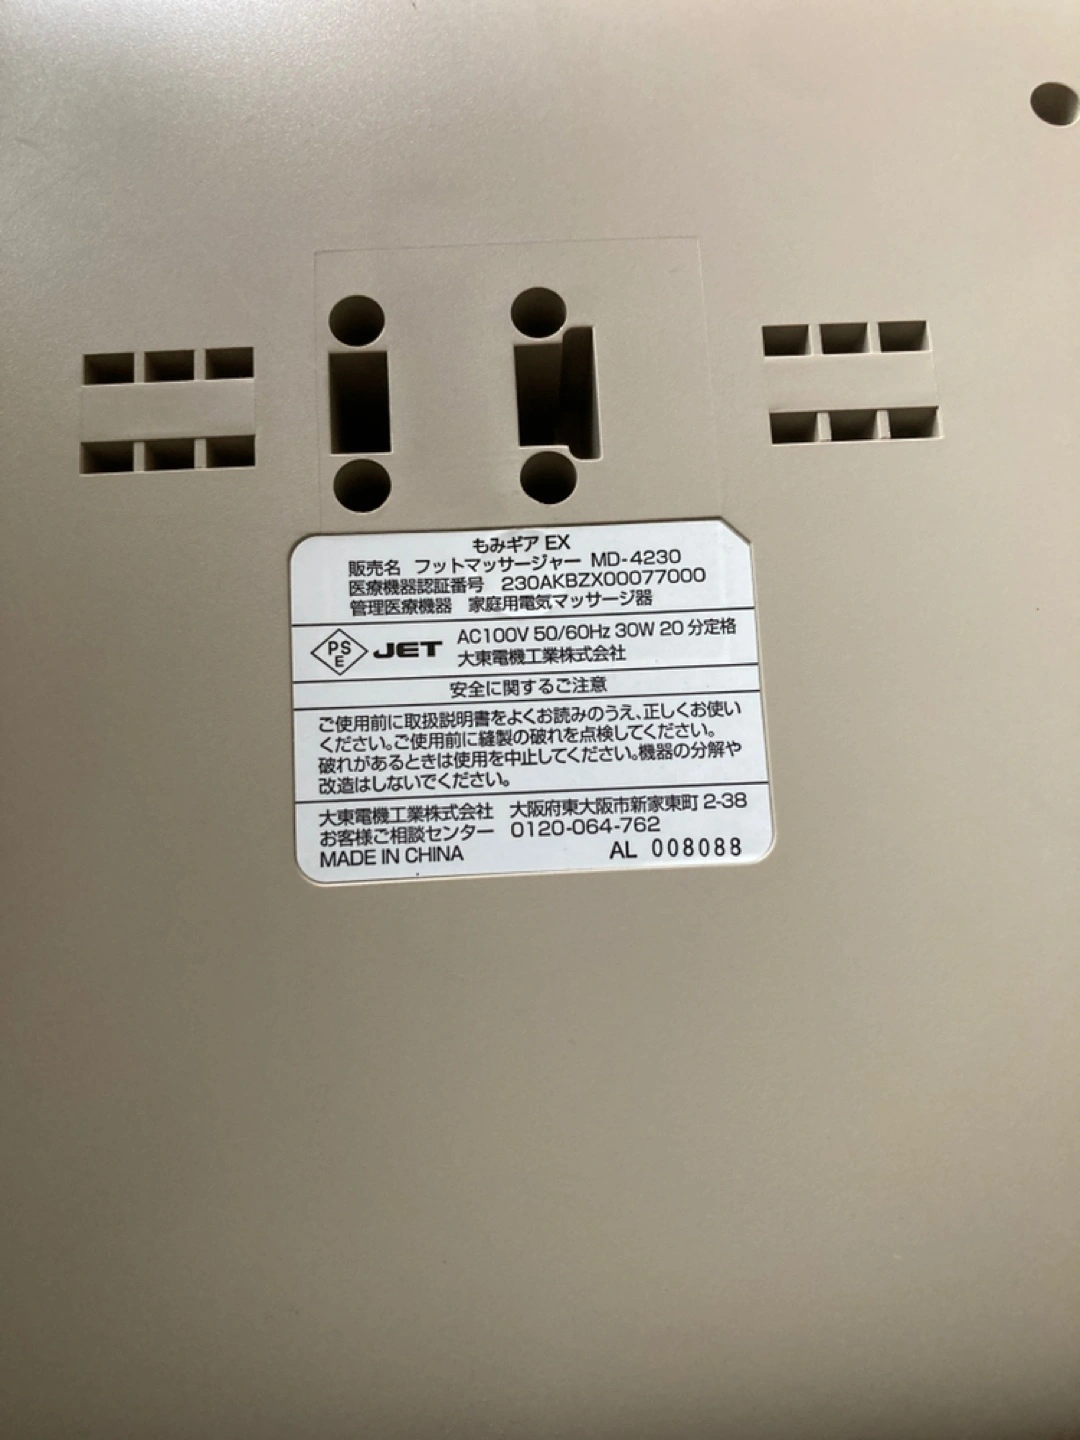 もみギア EX
販売名 フットマッサージャー MD-4230
医療機器認証番号 230AKBZX00077000
管理医療機器 家庭用電気マッサージ器
PS E JET AC100V 50/60Hz 30W 20 分定格
大東電機工業株式会社
安全に関するご注意
ご使用前に取扱説明書をよくお読みのうえ、正しくお使い
ください。ご使用前に縫製の破れを点検してください。
破れがあるときは使用を中止してください。機器の分解や
改造はしないでください。
大東電機工業株式会社 大阪府東大阪市新家東町 2-38
お客様ご相談センター 0120-064-762
MADE IN CHINA AL 008088